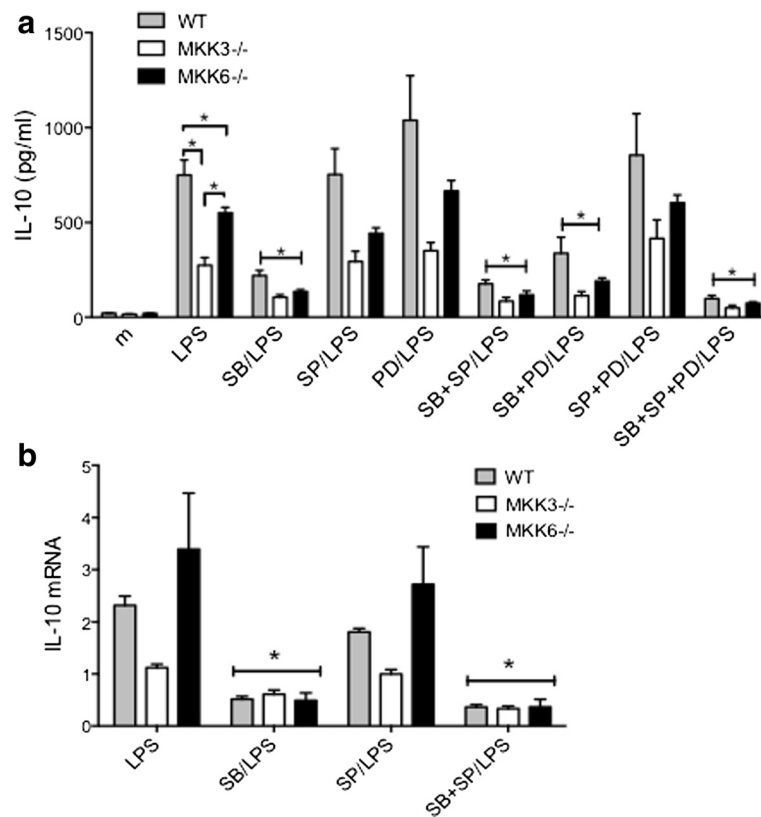 a
WT
MKK3-/-
MKK6-/-
IL-10 (pg/ml)
1500
1000
500
0
*
*
*
*
*
*
*
m
LPS
SB/LPS
SP/LPS
PD/LPS
SB+SP/LPS
SB+PD/LPS
SP+PD/LPS
SB+SP+PD/LPS
b
WT
MKK3-/-
MKK6-/-
IL-10 mRNA
5
4
3
2
1
0
*
*
LPS
SB/LPS
SP/LPS
SB+SP/LPS